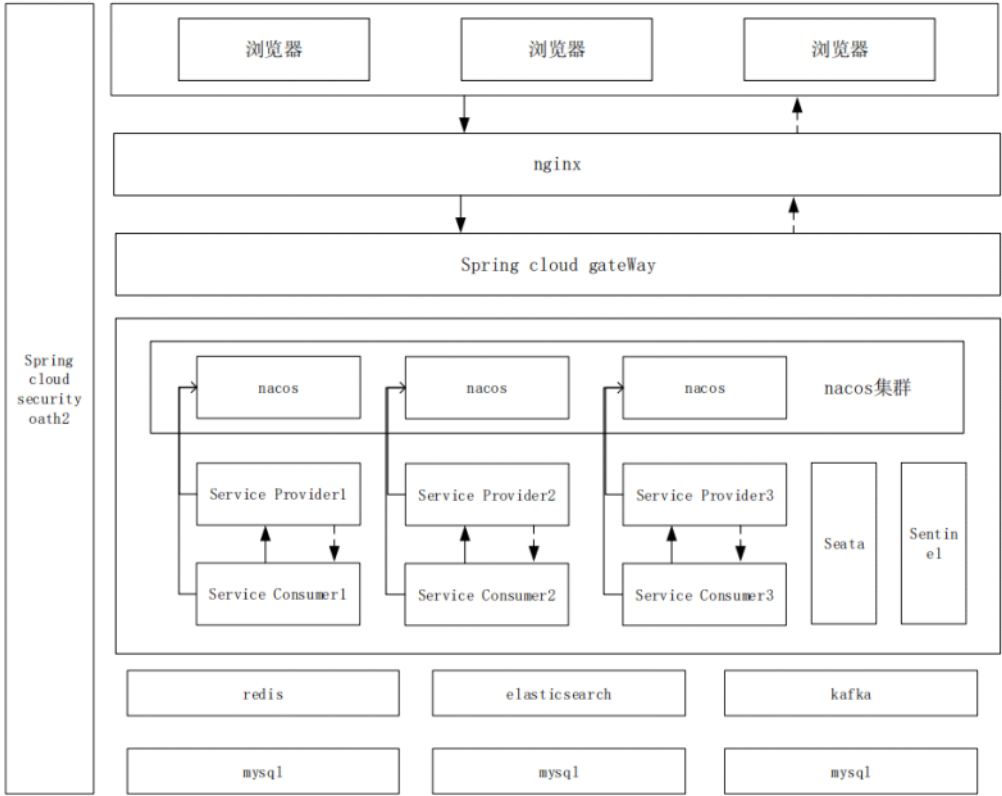 浏览器
浏览器
浏览器
nginx
Spring cloud gateWay
Spring
cloud
security
oath2
nacos
nacos
nacos
nacos集群
Service Provider1
Service Provider2
Service Provider3
Seata
Sentin
el
Service Consumer1
Service Consumer2
Service Consumer3
redis
elasticsearch
kafka
mysql
mysql
mysql